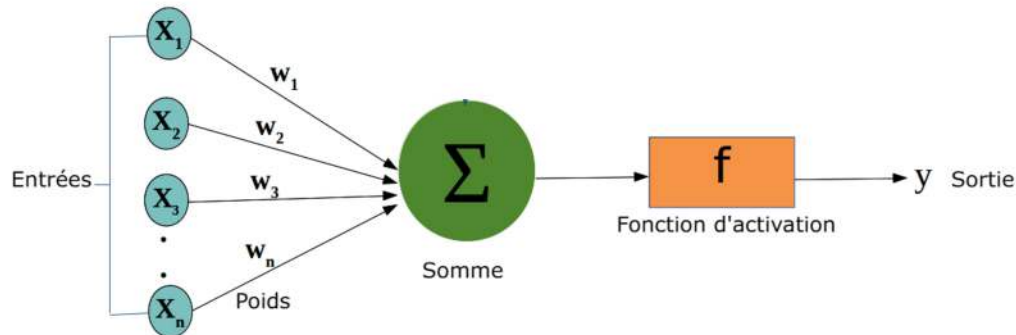 X1
w1
X2
w2
Entrées
X3
w3
Σ
f
y
Sortie
Fonction d'activation
wn
Somme
Poids
Xn